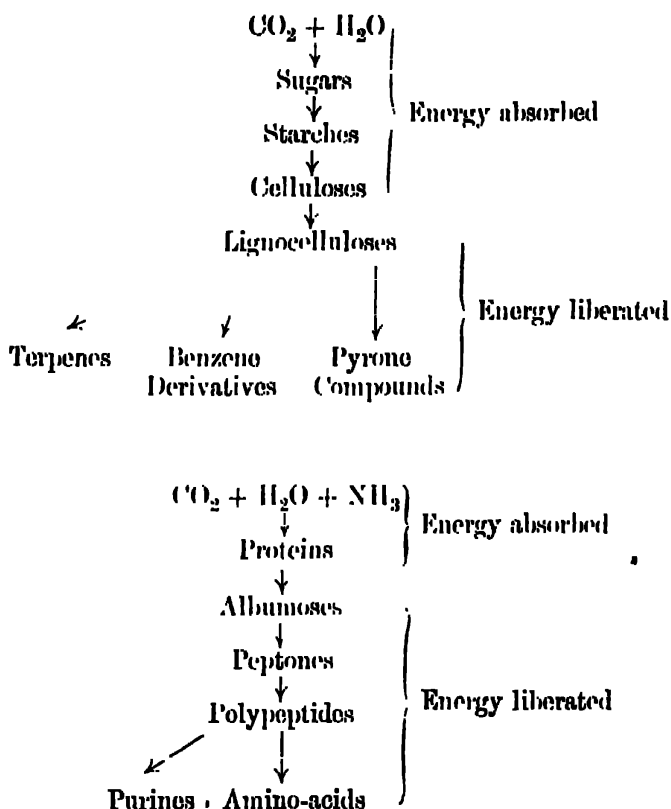 CO₂ + H₂O
Sugars
Energy absorbed
Starches
Celluloses
Lignocelluloses
Energy liberated
Terpenes Benzene Pyrone
Derivatives Compounds
CO₂ + H₂O + NH₃
Energy absorbed
Proteins
Albumoses
Peptones
Energy liberated
Polypeptides
Purines. Amino-acids